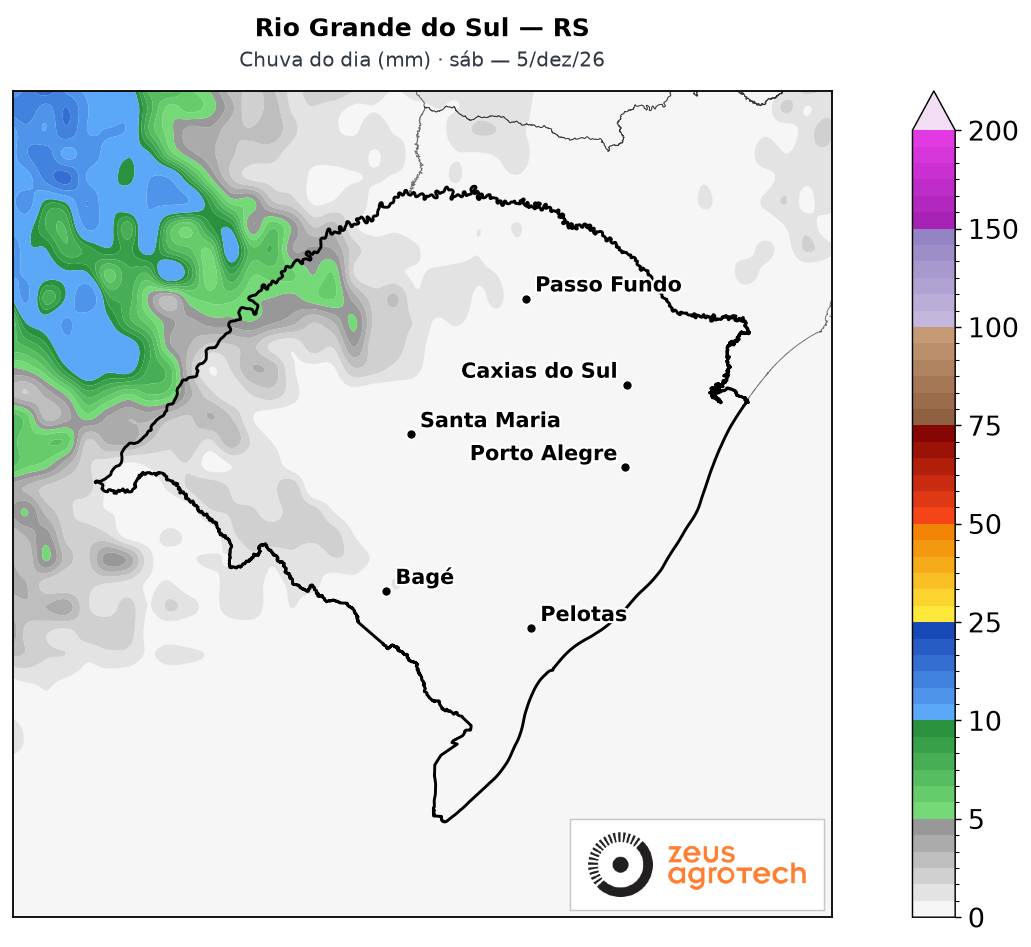 Rio Grande do Sul — RS
Chuva do dia (mm) · sáb — 5/dez/26
200
150
100
75
50
25
10
5
0
Passo Fundo
Caxias do Sul
Santa Maria
Porto Alegre
Bagé
Pelotas
zeus
agrotech